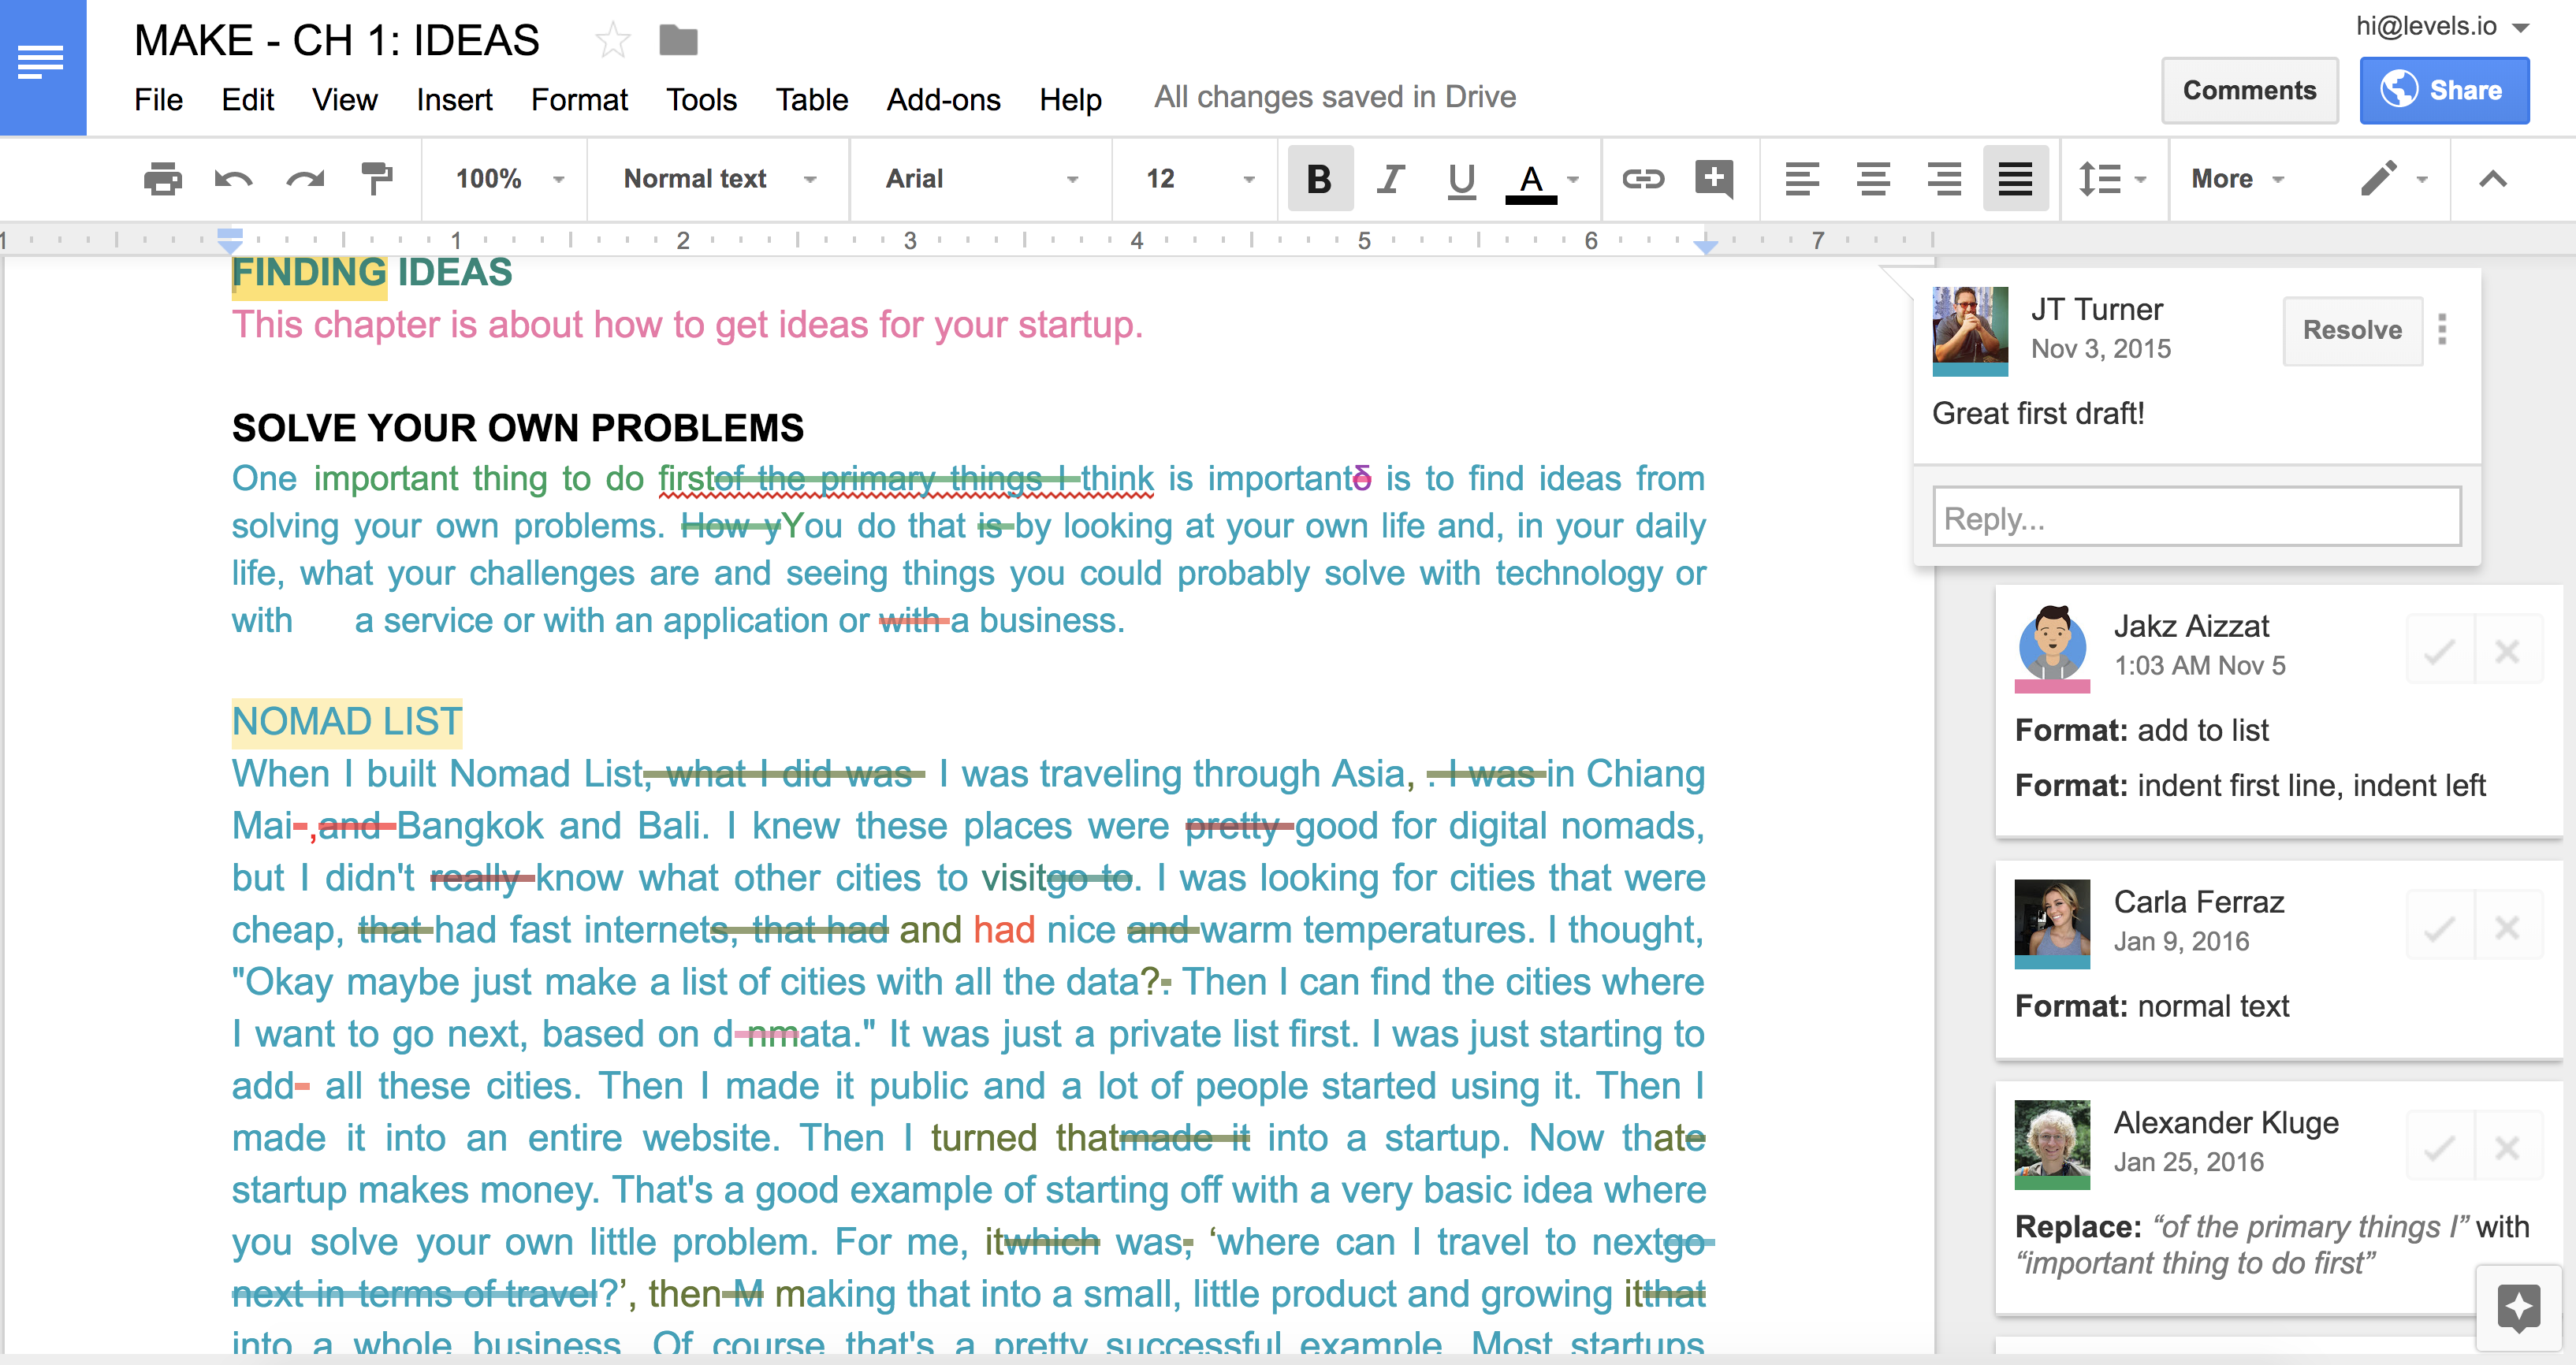 MAKE - CH 1: IDEAS
hi@levels.io
File Edit View Insert Format Tools Table Add-ons Help All changes saved in Drive
Comments Share
100% Normal text Arial 12 B I U A More
1 1 2 3 4 5 6 7
FINDING IDEAS
This chapter is about how to get ideas for your startup.
SOLVE YOUR OWN PROBLEMS
One important thing to do firstof the primary things I think is important is to find ideas from
solving your own problems. How yYou do that is by looking at your own life and, in your daily
life, what your challenges are and seeing things you could probably solve with technology or
with a service or with an application or with a business.
NOMAD LIST
When I built Nomad List, what I did was I was traveling through Asia, . I was in Chiang
Mai ,and Bangkok and Bali. I knew these places were pretty good for digital nomads,
but I didn't really know what other cities to visitgo to. I was looking for cities that were
cheap, that had fast internets, that had and had nice and warm temperatures. I thought,
"Okay maybe just make a list of cities with all the data?. Then I can find the cities where
I want to go next, based on d nmata." It was just a private list first. I was just starting to
add all these cities. Then I made it public and a lot of people started using it. Then I
made it into an entire website. Then I turned thatmade it into a startup. Now thate
startup makes money. That's a good example of starting off with a very basic idea where
you solve your own little problem. For me, itwhich was, ‘where can I travel to nextgo
next in terms of travel?’, then M making that into a small, little product and growing itthat
into a whole business. Of course that's a pretty successful example. Most startups
JT Turner
Nov 3, 2015
Resolve
Great first draft!
Reply...
Jakz Aizzat
1:03 AM Nov 5
Format: add to list
Format: indent first line, indent left
Carla Ferraz
Jan 9, 2016
Format: normal text
Alexander Kluge
Jan 25, 2016
Replace: “of the primary things I” with
“important thing to do first”